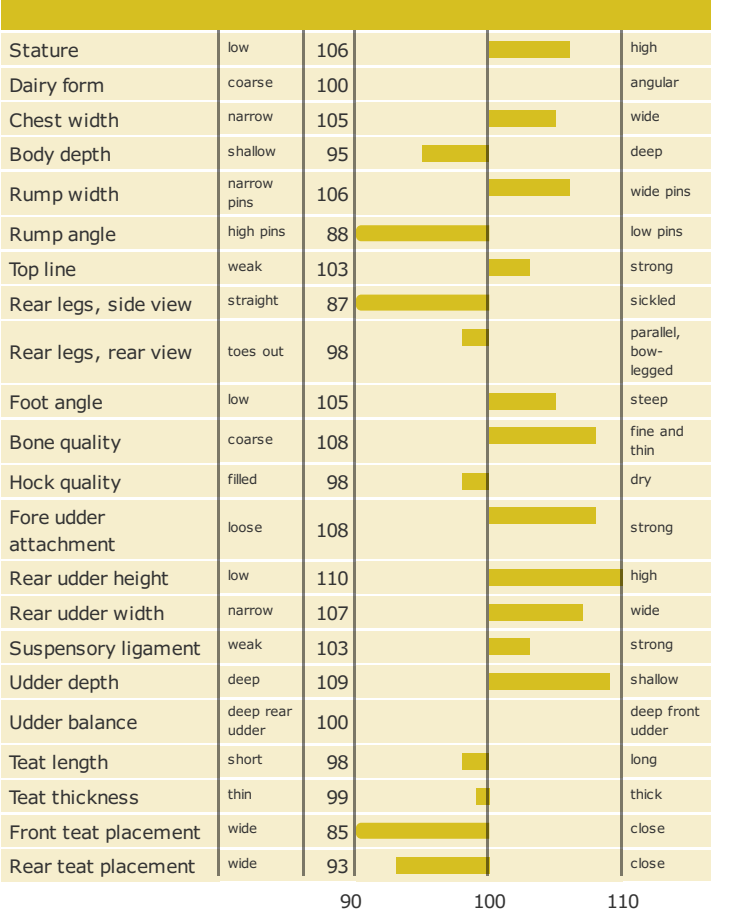 Stature low 106 high
Dairy form coarse 100 angular
Chest width narrow 105 wide
Body depth shallow 95 deep
Rump width narrow pins 106 wide pins
Rump angle high pins 88 low pins
Top line weak 103 strong
Rear legs, side view straight 87 sickled
Rear legs, rear view toes out 98 parallel, bow-legged
Foot angle low 105 steep
Bone quality coarse 108 fine and thin
Hock quality filled 98 dry
Fore udder attachment loose 108 strong
Rear udder height low 110 high
Rear udder width narrow 107 wide
Suspensory ligament weak 103 strong
Udder depth deep 109 shallow
Udder balance deep rear udder 100 deep front udder
Teat length short 98 long
Teat thickness thin 99 thick
Front teat placement wide 85 close
Rear teat placement wide 93 close
90 100 110